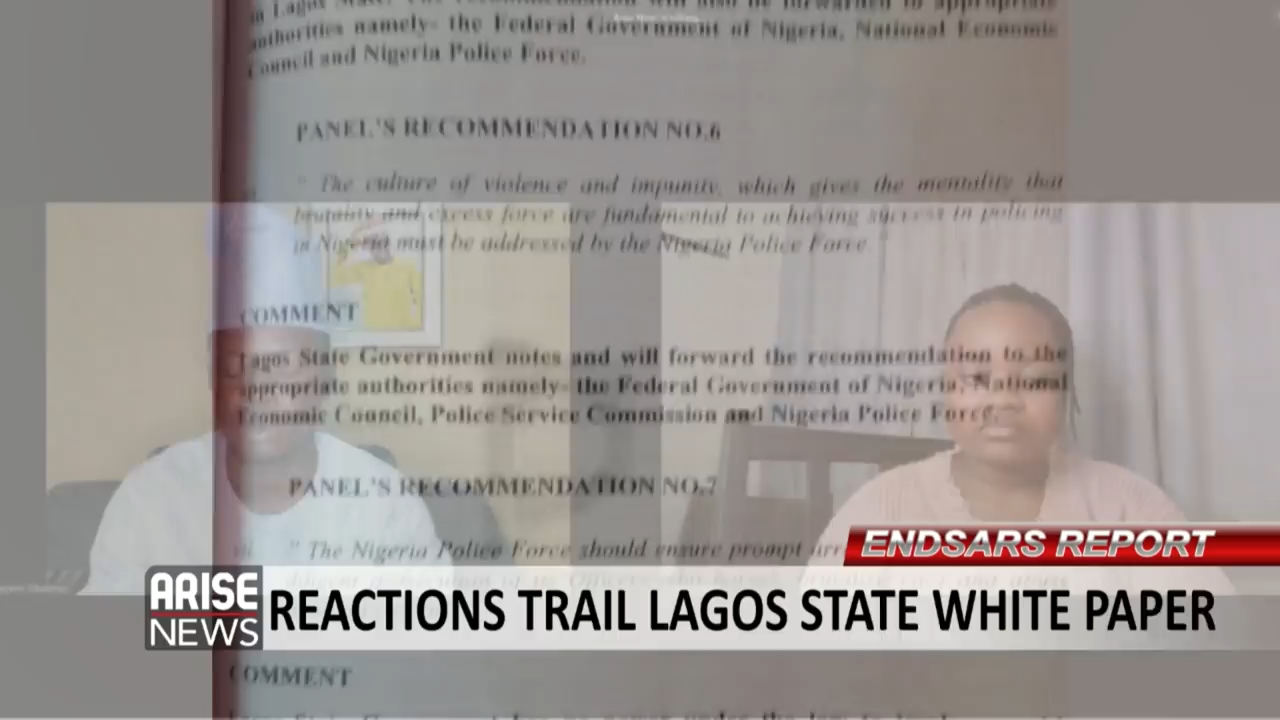 in Lagos State. The recommendation will also be forwarded to appropriate
authorities namely- the Federal Government of Nigeria, National Economic
Council and Nigeria Police Force.
PANEL'S RECOMMENDATION NO.6
" The culture of violence and impunity, which gives the mentality that
brutality and excess force are fundamental to achieving success in policing
in Nigeria must be addressed by the Nigeria Police Force."
COMMENT
Lagos State Government notes and will forward the recommendation to the
appropriate authorities namely- the Federal Government of Nigeria, National
Economic Council, Police Service Commission and Nigeria Police Force.
PANEL'S RECOMMENDATION NO.7
" The Nigeria Police Force should ensure prompt
ENDSARS REPORT
ARISE
NEWS
REACTIONS TRAIL LAGOS STATE WHITE PAPER
COMMENT